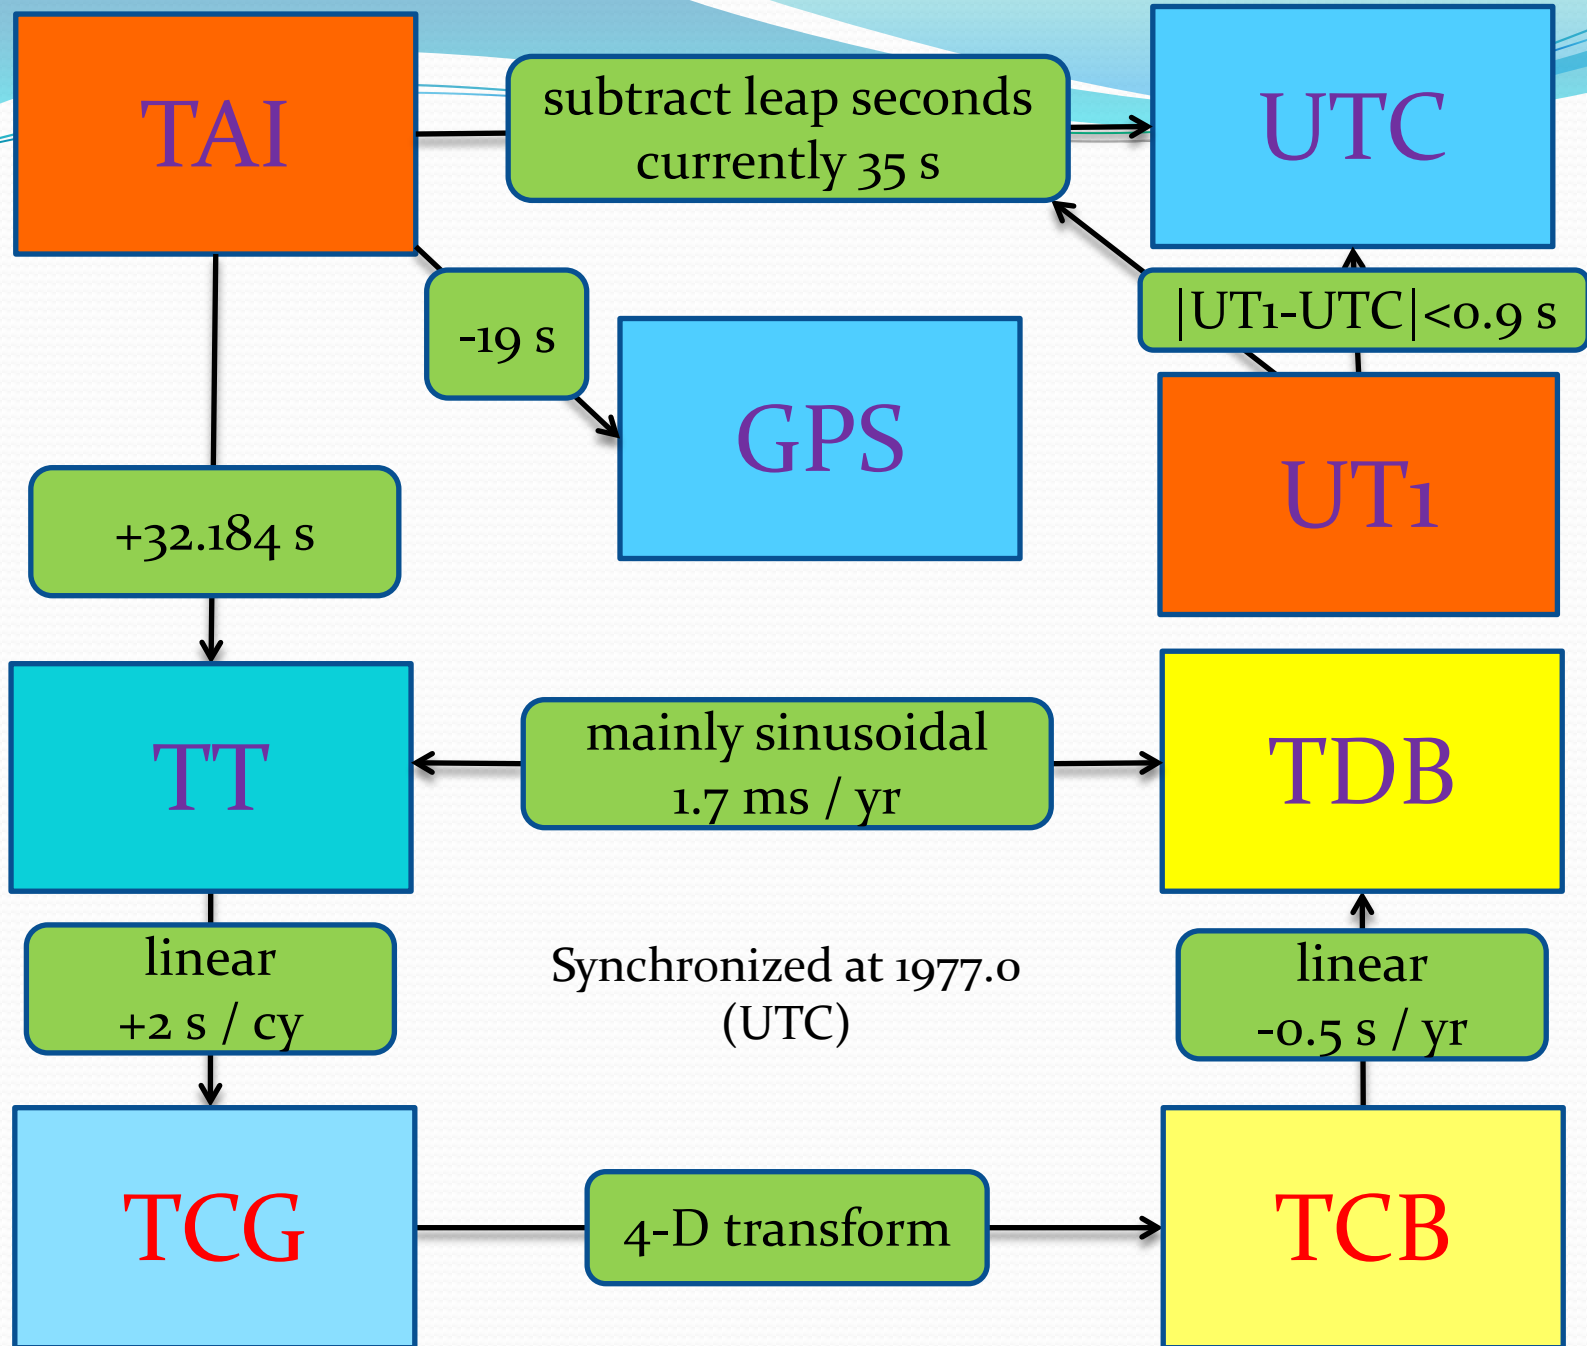 TAI
subtract leap seconds
currently 35 s
UTC
-19 s
|UT1-UTC|<0.9 s
GPS
UT1
+32.184 s
TT
mainly sinusoidal
1.7 ms / yr
TDB
linear
+2 s / cy
Synchronized at 1977.0
(UTC)
linear
-0.5 s / yr
TCG
4-D transform
TCB